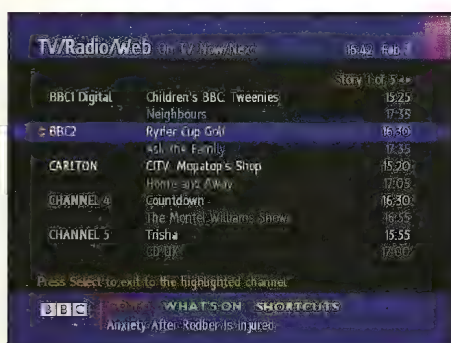 TV/Radio/Web On TV Now/Next 15:42 Feb 7
Story 1 of 5
BBC1 Digital Children's BBC: Tweenies 15:25
Neighbours 17:35
BBC2 Ryder Cup Golf 16:30
Ask the Family 17:35
CARLTON CITV: Mopatop's Shop 15:20
Home and Away 17:05
CHANNEL 4 Countdown 16:30
The Montel Williams Show 16:55
CHANNEL 5 Trisha 15:55
17:00
Press Select to exit to the highlighted channel
BBC WHAT'S ON SHORTCUTS
Anxiety After Rodber Is Injured